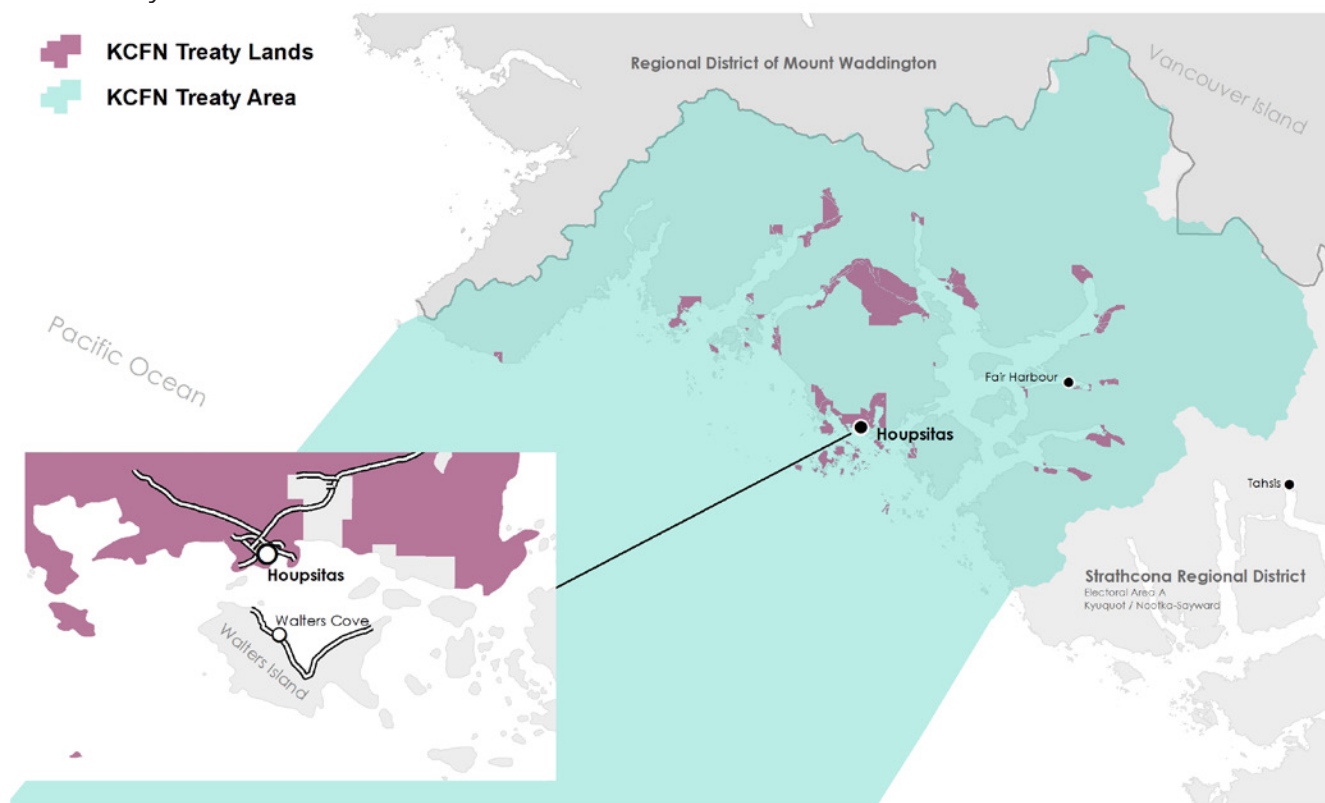 KCFN Treaty Lands
KCFN Treaty Area
Regional District of Mount Waddington
Vancouver Island
Pacific Ocean
Fair Harbour
Houpsitas
Tahsis
Strathcona Regional District
Electoral Area A
Kyuquot / Nootka-Sayward
Houpsitas
Walters Cove
Walters Island